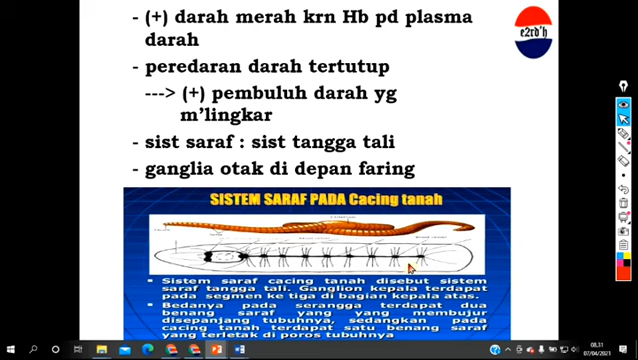 - (+) darah merah krn Hb pd plasma
darah
e2rd'h
- peredaran darah tertutup
---> (+) pembuluh darah yg
m'lingkar
- sist saraf : sist tangga tali
- ganglia otak di depan faring
SISTEM SARAF PADA Cacing tanah
Sistem saraf cacing tanah disebut sistem
saraf tangga tali. Ganglion kepala terdapat
pada segmen ke tiga di bagian kepala atas.
Bedanya pada serangga terdapat dua
benang saraf yang yang membujur
disepanjang tubuhnya, sedangkan pada
cacing tanah terdapat satu benang saraf
yang terjetak di poros tubuhnya
08.31
07/04/2021